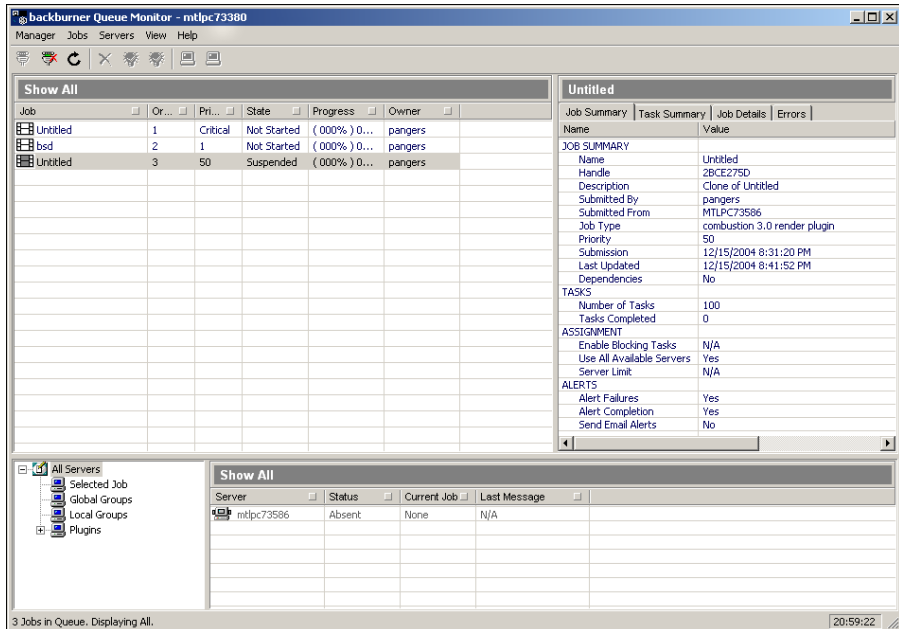 backburner Queue Monitor - mtlpc73380
Manager Jobs Servers View Help
Show All
Job Or... Pri... State Progress Owner
Untitled 1 Critical Not Started ( 000% ) 0... pangers
bsd 2 1 Not Started ( 000% ) 0... pangers
Untitled 3 50 Suspended ( 000% ) 0... pangers
Untitled
Job Summary Task Summary Job Details Errors
Name Value
JOB SUMMARY
Name Untitled
Handle 2BCE275D
Description Clone of Untitled
Submitted By pangers
Submitted From MTLPC73586
Job Type combustion 3.0 render plugin
Priority 50
Submission 12/15/2004 8:31:20 PM
Last Updated 12/15/2004 8:41:52 PM
Dependencies No
TASKS
Number of Tasks 100
Tasks Completed 0
ASSIGNMENT
Enable Blocking Tasks N/A
Use All Available Servers Yes
Server Limit N/A
ALERTS
Alert Failures Yes
Alert Completion Yes
Send Email Alerts No
All Servers
Selected Job
Global Groups
Local Groups
Plugins
Show All
Server Status Current Job Last Message
mtlpc73586 Absent None N/A
3 Jobs in Queue. Displaying All.
20:59:22